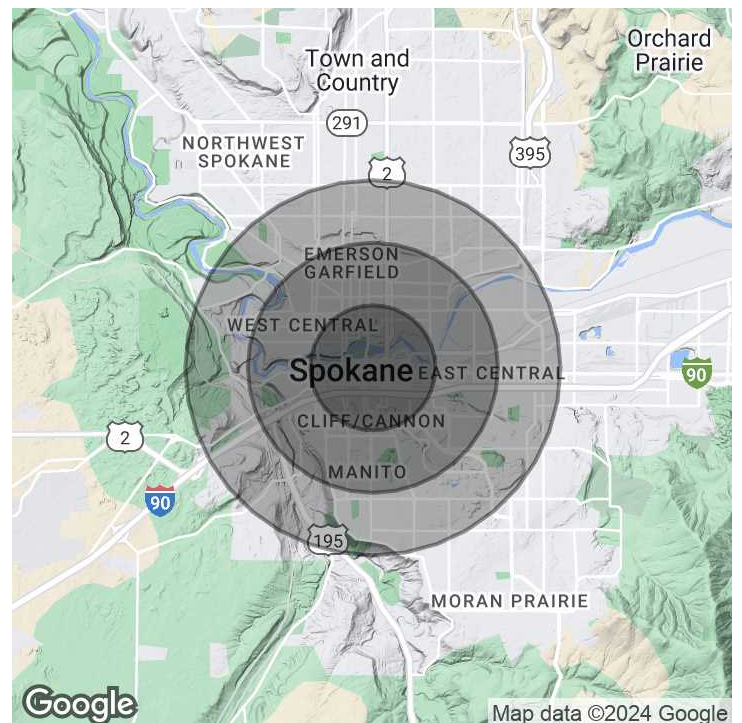 Town and
Country
Orchard
Prairie
291
NORTHWEST
SPOKANE
395
2
EMERSON
GARFIELD
WEST CENTRAL
Spokane
EAST CENTRAL
90
CLIFF/CANNON
2
MANITO
90
195
MORAN PRAIRIE
Google
Map data ©2024 Google